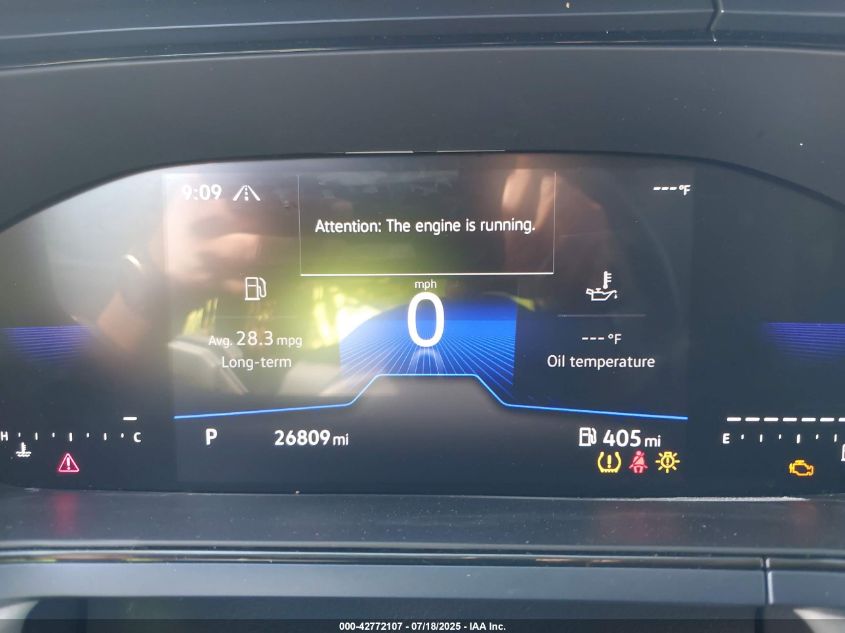 9:09
---°F
Attention: The engine is running.
mph
0
Avg. 28.3 mpg
Long-term
---°F
Oil temperature
H C
P 26809 mi 405 mi
E
000-42772107 - 07/18/2025 - IAA Inc.